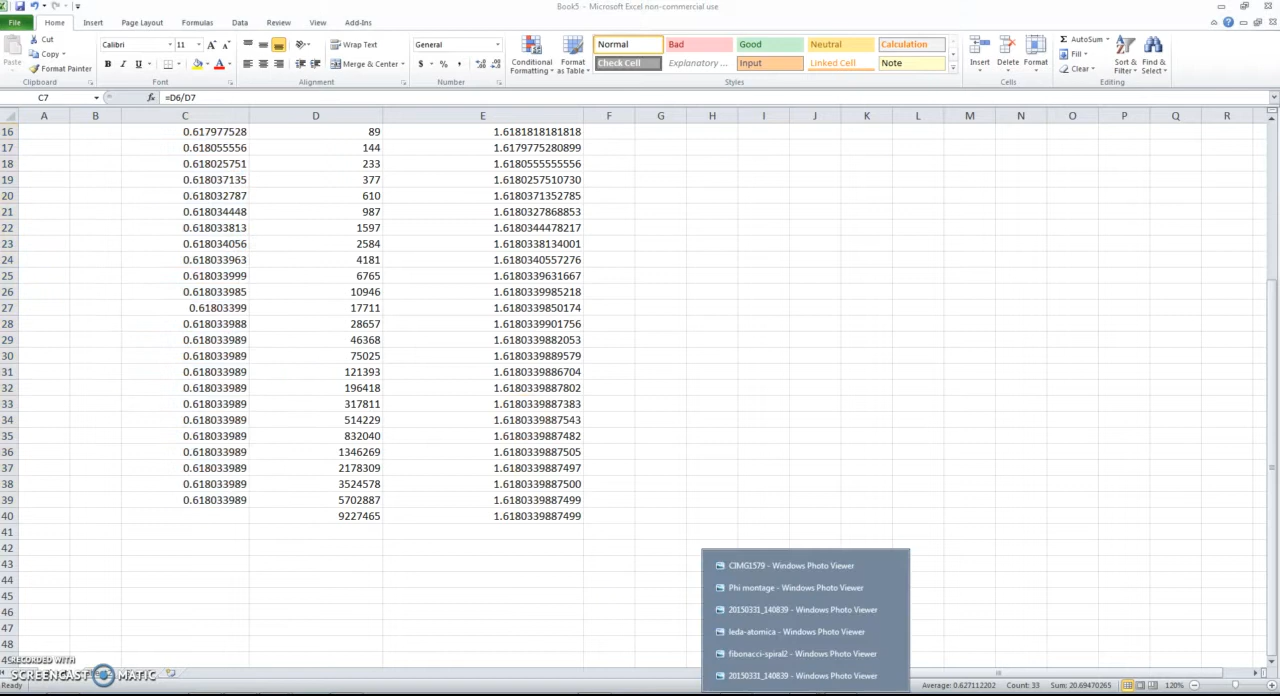 Book5 - Microsoft Excel non-commercial use
File Home Insert Page Layout Formulas Data Review View Add-Ins
Cut
Copy
Format Painter
Paste
Clipboard
Calibri 11
B I U
Font
Wrap Text
Merge & Center
Alignment
General
$ % ,
Number
Conditional Formatting
Format as Table
Normal Bad Good Neutral Calculation
Check Cell Explanatory ... Input Linked Cell Note
Styles
Insert Delete Format
Cells
Σ AutoSum
Fill
Clear
Sort & Filter
Find & Select
Editing
C7 fx =D6/D7
A B C D E F G H I J K L M N O P Q R
16 0.617977528 89 1.6181818181818
17 0.618055556 144 1.6179775280899
18 0.618025751 233 1.6180555555556
19 0.618037135 377 1.6180257510730
20 0.618032787 610 1.6180371352785
21 0.618034448 987 1.6180327868853
22 0.618033813 1597 1.6180344478217
23 0.618034056 2584 1.6180338134001
24 0.618033963 4181 1.6180340557276
25 0.618033999 6765 1.6180339631667
26 0.618033985 10946 1.6180339985218
27 0.61803399 17711 1.6180339850174
28 0.618033988 28657 1.6180339901756
29 0.618033989 46368 1.6180339882053
30 0.618033989 75025 1.6180339889579
31 0.618033989 121393 1.6180339886704
32 0.618033989 196418 1.6180339887802
33 0.618033989 317811 1.6180339887383
34 0.618033989 514229 1.6180339887543
35 0.618033989 832040 1.6180339887482
36 0.618033989 1346269 1.6180339887505
37 0.618033989 2178309 1.6180339887497
38 0.618033989 3524578 1.6180339887500
39 0.618033989 5702887 1.6180339887499
40 9227465 1.6180339887499
41
42
43
44
45
46
47
48
CIMG1579 - Windows Photo Viewer
Phi montage - Windows Photo Viewer
20150331_140839 - Windows Photo Viewer
leda-atomica - Windows Photo Viewer
fibonacci-spiral2 - Windows Photo Viewer
20150331_140839 - Windows Photo Viewer
RECORDED WITH
SCREENCAST MATIC
Ready Average: 0.627112202 Count: 33 Sum: 20.69470265 120%